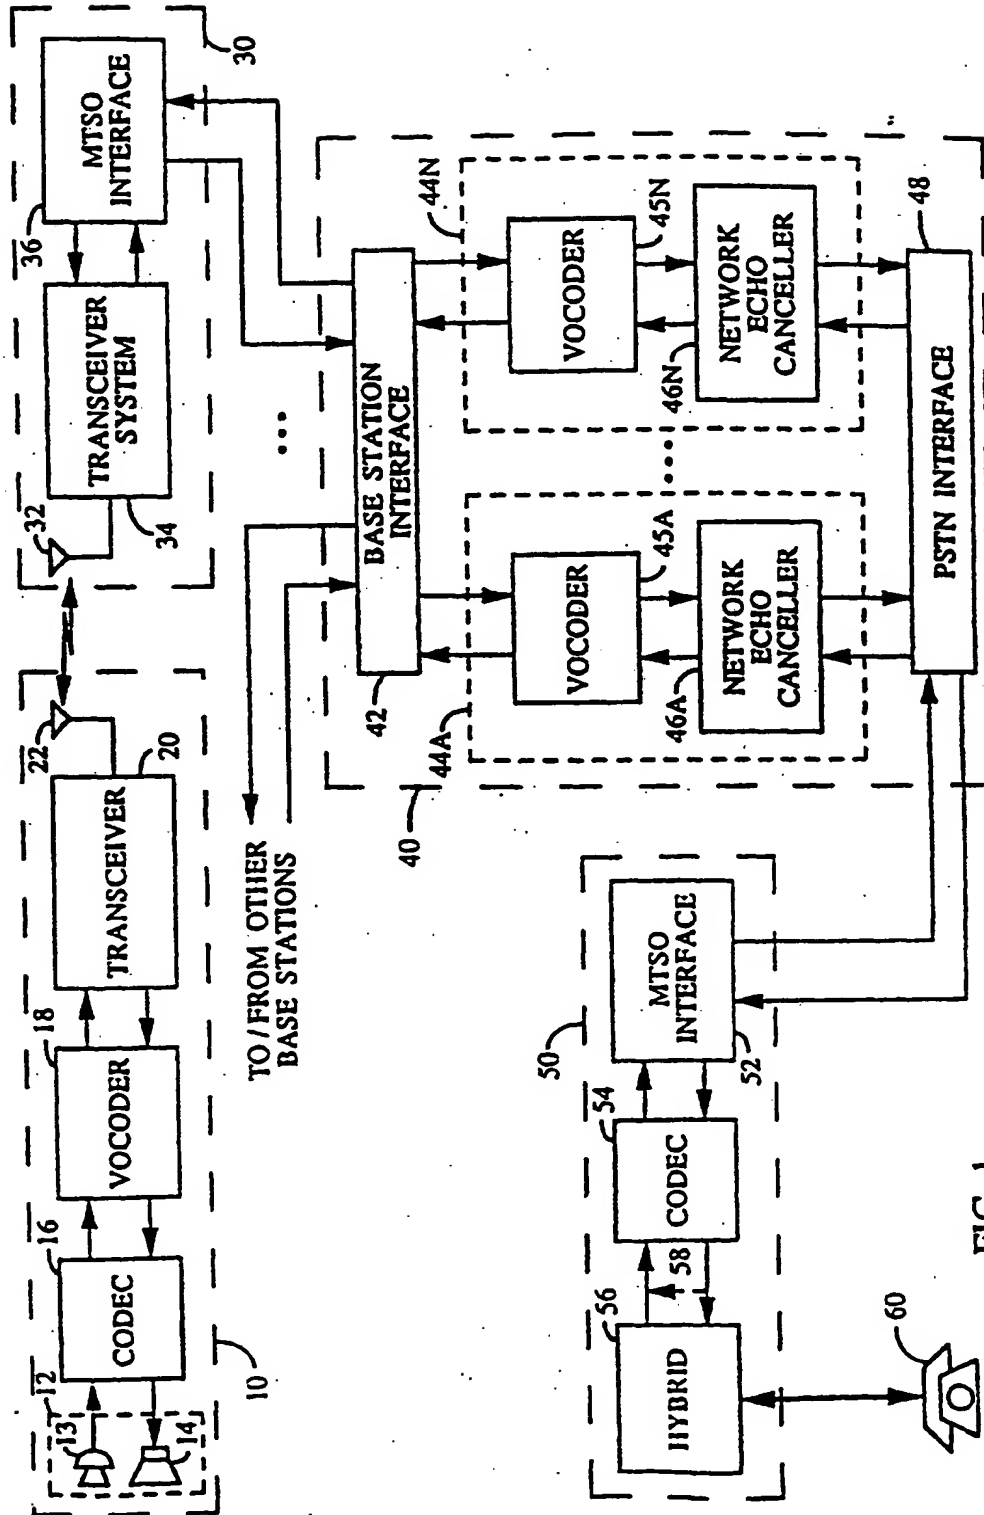 12
13
14
CODEC
16
VOCODER
18
TRANSCEIVER
20
22
10
32
TRANSCEIVER
SYSTEM
34
MTSO
INTERFACE
36
30
TO/FROM OTHER
BASE STATIONS
...
40
BASE STATION
INTERFACE
42
44A
VOCODER
45A
NETWORK
ECHO
CANCELLER
46A
....
44N
VOCODER
45N
NETWORK
ECHO
CANCELLER
46N
PSTN INTERFACE
48
50
HYBRID
56
58
CODEC
54
MTSO
INTERFACE
52
60
FIG. 1